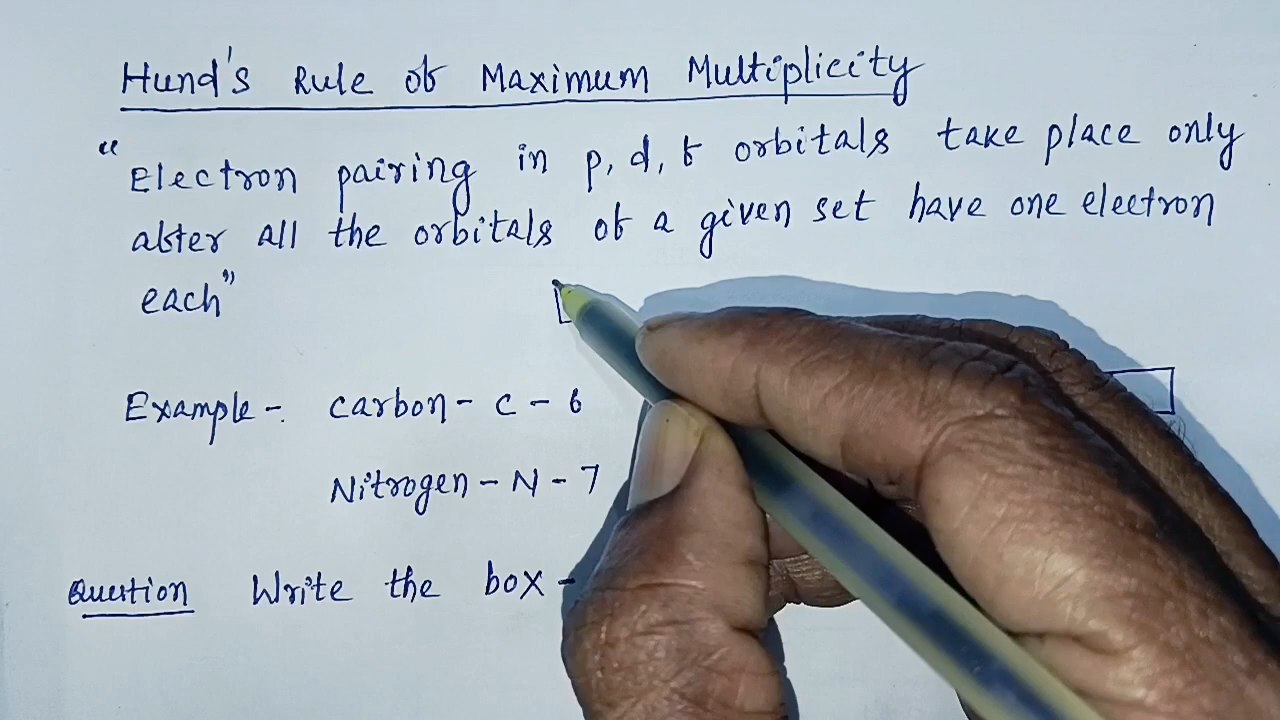 Hund's Rule of Maximum Multiplicity
"Electron pairing in p, d, f orbitals take place only
after all the orbitals of a given set have one electron
each"
Example - carbon - C - 6
Nitrogen - N - 7
Question Write the box -